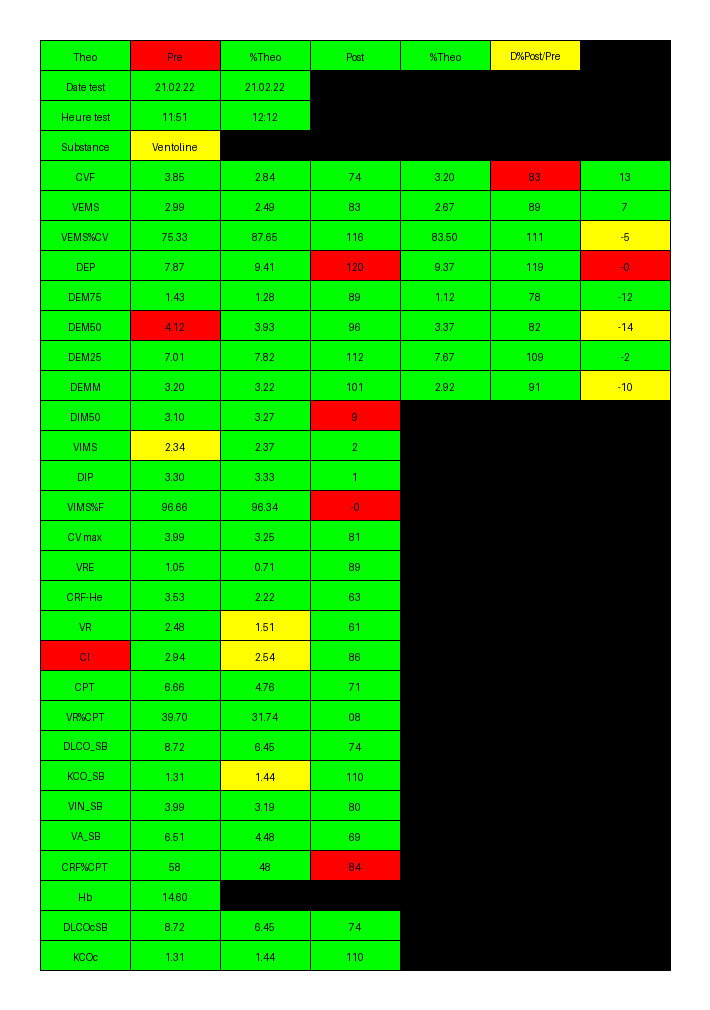 Theo Pre %Theo Post %Theo D%Post/Pre
Date test 21.02.22 21.02.22
Heure test 11:51 12:12
Substance Ventoline
CVF 3.85 2.84 74 3.20 83 13
VEMS 2.99 2.49 83 2.67 89 7
VEMS%CV 75.33 87.65 116 83.50 111 -5
DEP 7.87 9.41 120 9.37 119 -0
DEM75 1.43 1.28 89 1.12 78 -12
DEM50 4.12 3.93 96 3.37 82 -14
DEM25 7.01 7.82 112 7.67 109 -2
DEMM 3.20 3.22 101 2.92 91 -10
DIM50 3.10 3.27 9
VIMS 2.34 2.37 2
DIP 3.30 3.33 1
VIMS%F 96.66 96.34 -0
CV max 3.99 3.25 81
VRE 1.05 0.71 89
CRF-He 3.53 2.22 63
VR 2.48 1.51 61
CI 2.94 2.54 86
CPT 6.66 4.76 71
VR%CPT 39.70 31.74 08
DLCO_SB 8.72 6.45 74
KCO_SB 1.31 1.44 110
VIN_SB 3.99 3.19 80
VA_SB 6.51 4.48 69
CRF%CPT 58 48 84
Hb 14.60
DLCOcSB 8.72 6.45 74
KCOc 1.31 1.44 110